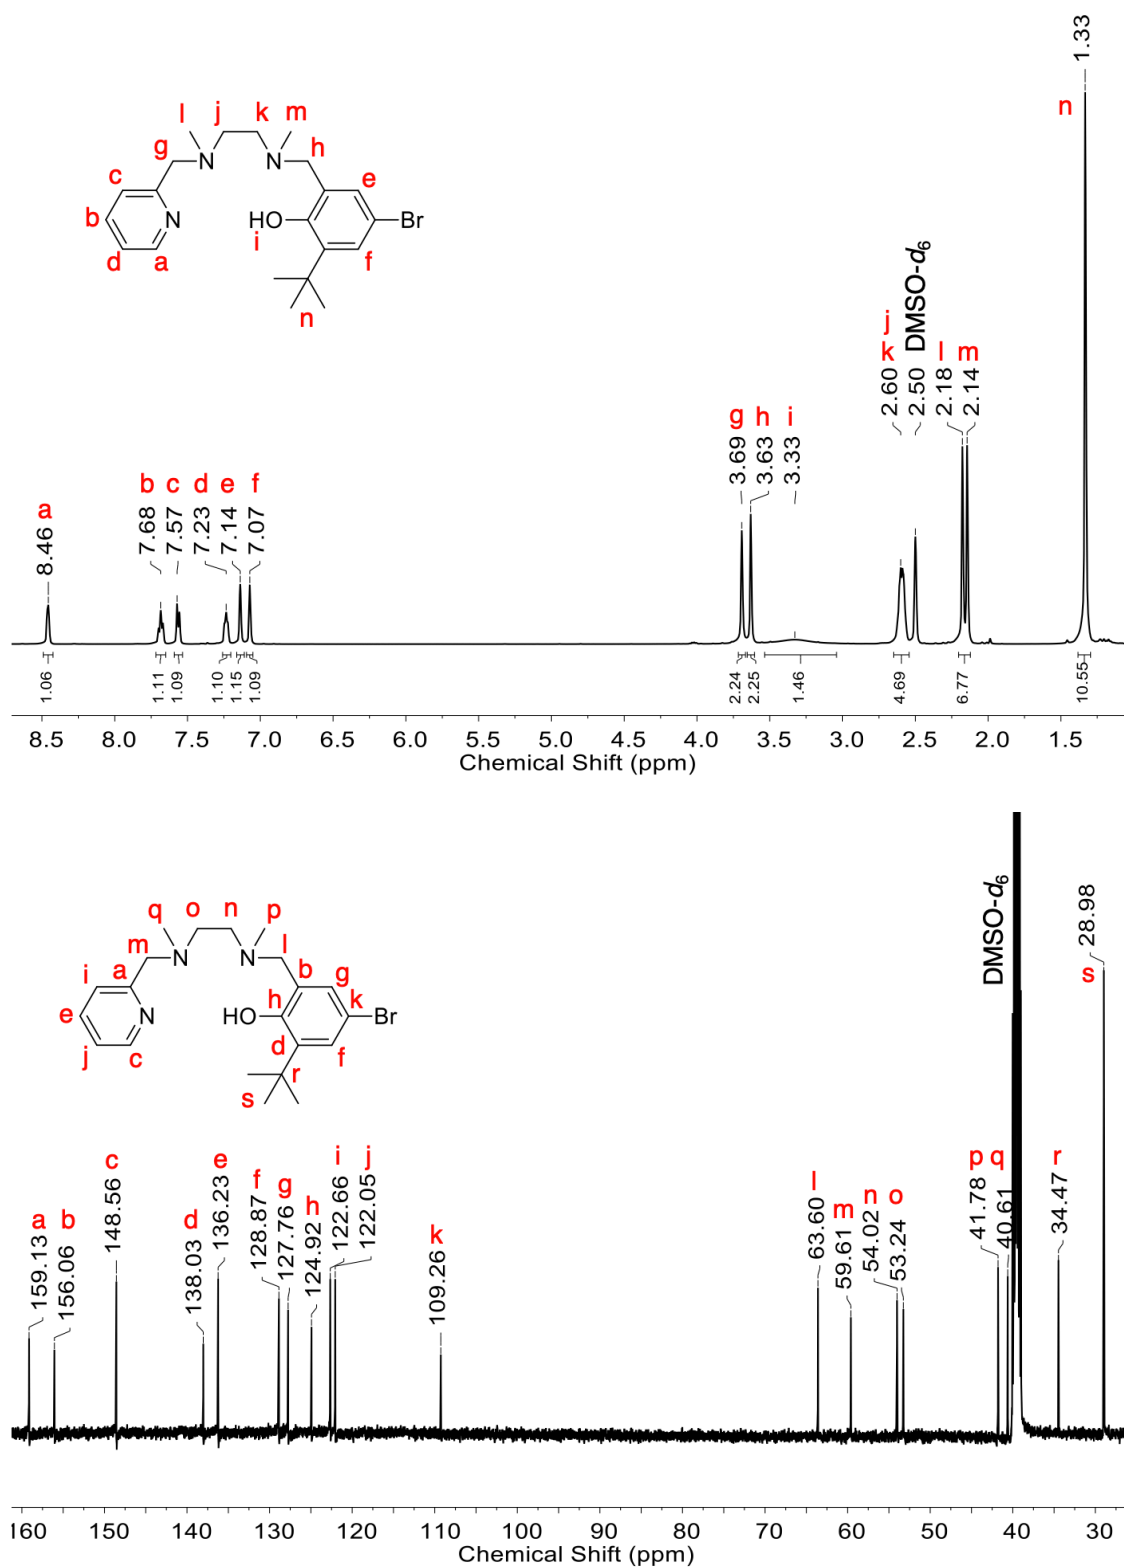 1.33
n
l j k m
g N N h
c e
b N HO Br
i
d a f
n
j
k l m
2.60 2.50 DMSO-d6 2.18 2.14
g h i
3.69 3.63 3.33
b c d e f
7.68 7.57 7.23 7.14 7.07
a
8.46
1.06 1.11 1.09 1.10 1.15 1.09 2.24 2.25 1.46 4.69 6.77 10.55
8.5 8.0 7.5 7.0 6.5 6.0 5.5 5.0 4.5 4.0 3.5 3.0 2.5 2.0 1.5
Chemical Shift (ppm)
DMSO-d6
28.98
s
q o n p
m N N l
i a b g
e N HO h k Br
j c d f
s r
a b c d e f g h i j k l m n o p q r
159.13 156.06 148.56 138.03 136.23 128.87 127.76 124.92 122.66 122.05 109.26 63.60 59.61 54.02 53.24 41.78 40.61 34.47
160 150 140 130 120 110 100 90 80 70 60 50 40 30
Chemical Shift (ppm)